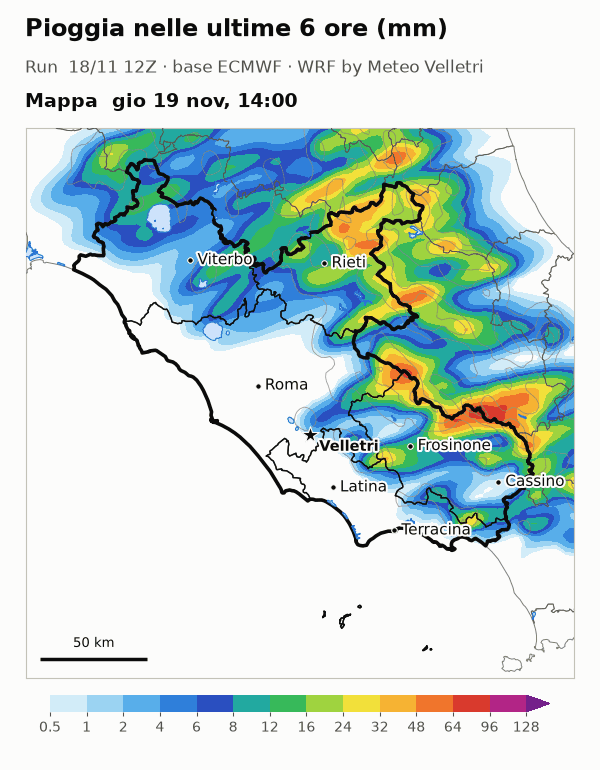 Pioggia nelle ultime 6 ore (mm)
Run  18/11 12Z · base ECMWF · WRF by Meteo Velletri
Mappa  gio 19 nov, 14:00
Viterbo
Rieti
Roma
Velletri
Frosinone
Cassino
Latina
Terracina
50 km
0.5 1 2 4 6 8 12 16 24 32 48 64 96 128